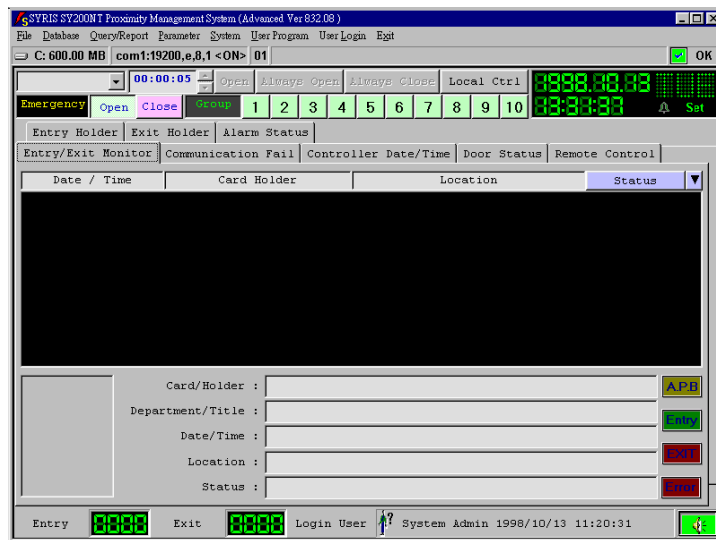 SYRIS SY200NT Proximity Management System (Advanced Ver 832.08 )
File Database Query/Report Parameter System User Program User Login Exit
C: 600.00 MB com1:19200,e,8,1 <ON> 01 OK
00:00:05 Open Always Open Always Close Local Ctrl
Emergency Open Close Group 1 2 3 4 5 6 7 8 9 10 Sat
Entry Holder Exit Holder Alarm Status
Entry/Exit Monitor Communication Fail Controller Date/Time Door Status Remote Control
Date / Time Card Holder Location Status
Card/Holder : A.P.B
Department/Title : Entry
Date/Time :
Location : EXIT
Status : Error
Entry Exit Login User System Admin 1998/10/13 11:20:31